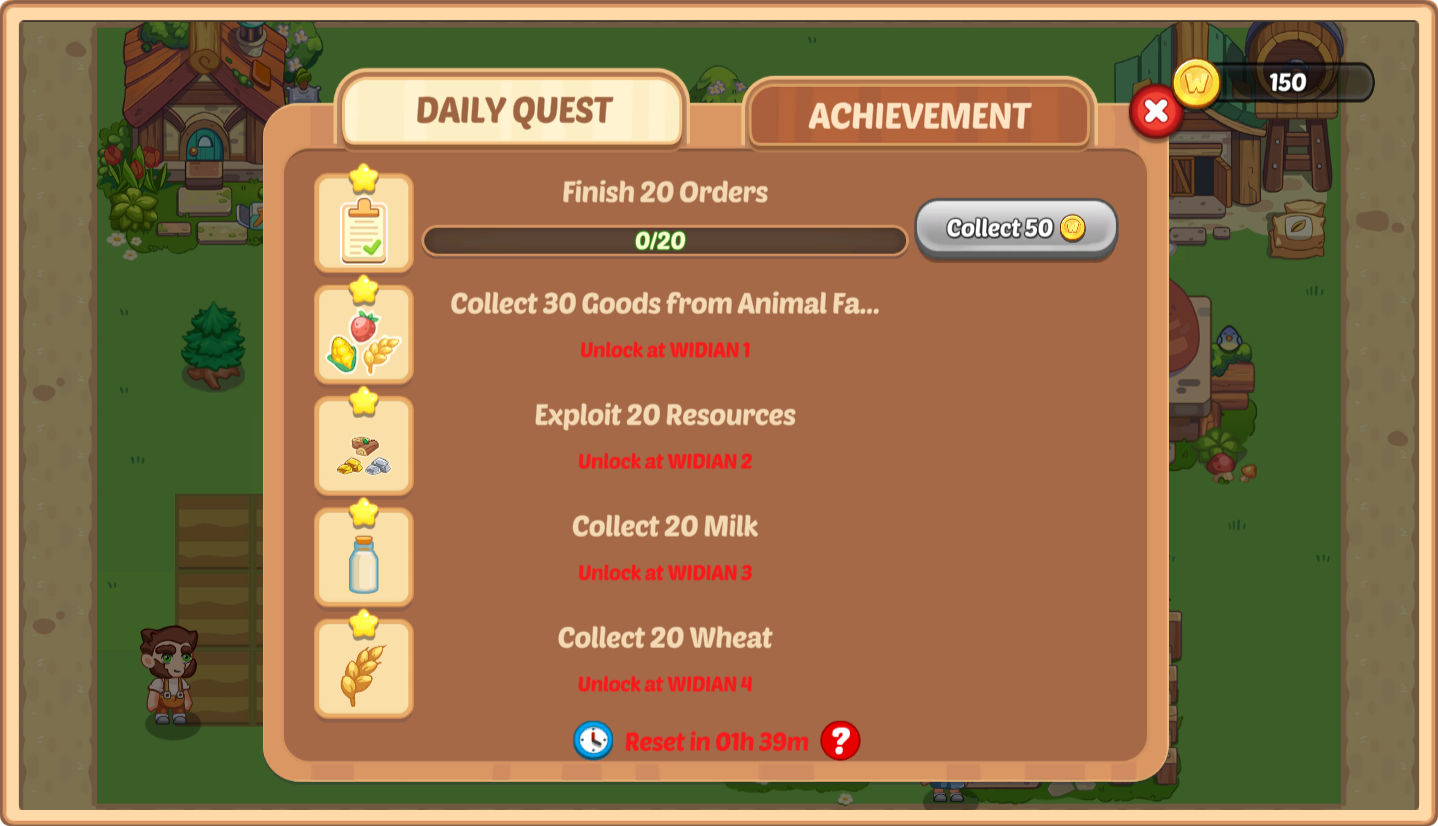 DAILY QUEST
ACHIEVEMENT
W
150
Finish 20 Orders
0/20
Collect 50
W
Collect 30 Goods from Animal Fa...
Unlock at WIDIAN 1
Exploit 20 Resources
Unlock at WIDIAN 2
Collect 20 Milk
Unlock at WIDIAN 3
Collect 20 Wheat
Unlock at WIDIAN 4
Reset in 01h 39m
?